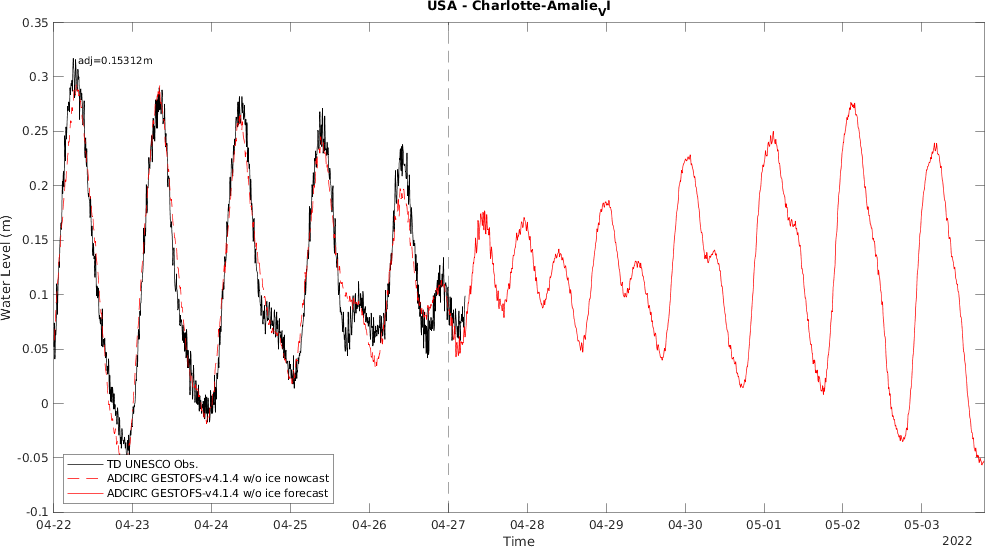 USA - Charlotte-AmalieVI
0.35
0.3
0.25
0.2
0.15
0.1
0.05
0
-0.05
-0.1
Water Level (m)
adj=0.15312m
TD UNESCO Obs.
ADCIRC GESTOFS-v4.1.4 w/o ice nowcast
ADCIRC GESTOFS-v4.1.4 w/o ice forecast
04-22 04-23 04-24 04-25 04-26 04-27 04-28 04-29 04-30 05-01 05-02 05-03
Time
2022